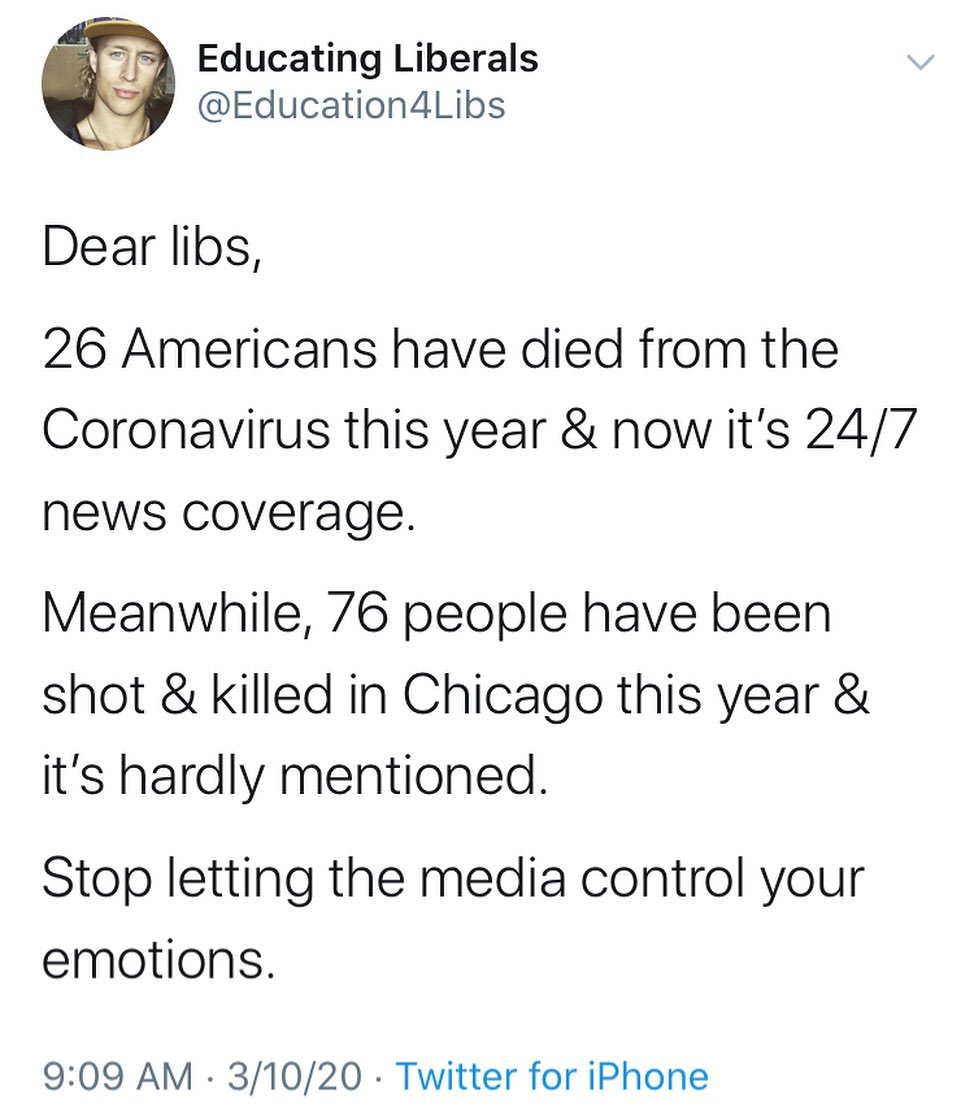 Educating Liberals
@Education4Libs
Dear libs,
26 Americans have died from the
Coronavirus this year & now it's 24/7
news coverage.
Meanwhile, 76 people have been
shot & killed in Chicago this year &
it's hardly mentioned.
Stop letting the media control your
emotions.
9:09 AM · 3/10/20 · Twitter for iPhone